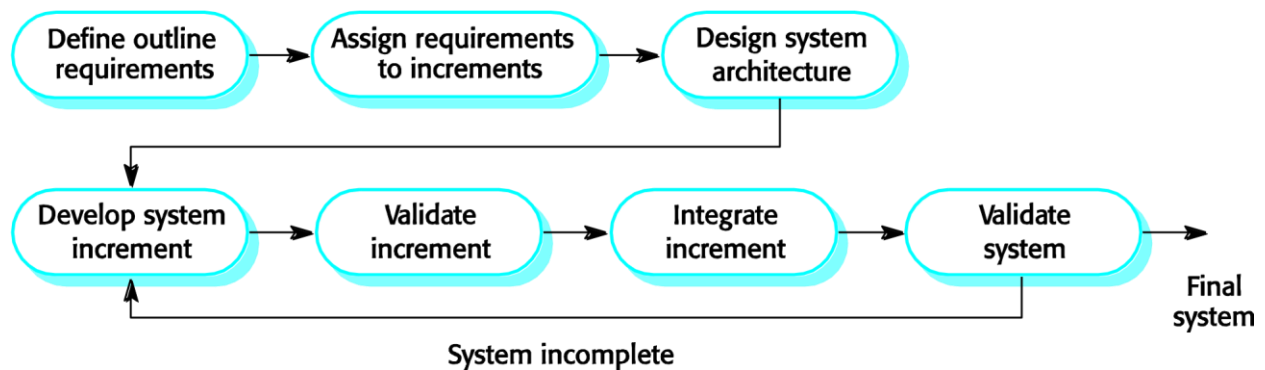 Define outline
requirements
Assign requirements
to increments
Design system
architecture
Develop system
increment
Validate
increment
Integrate
increment
Validate
system
Final
system
System incomplete